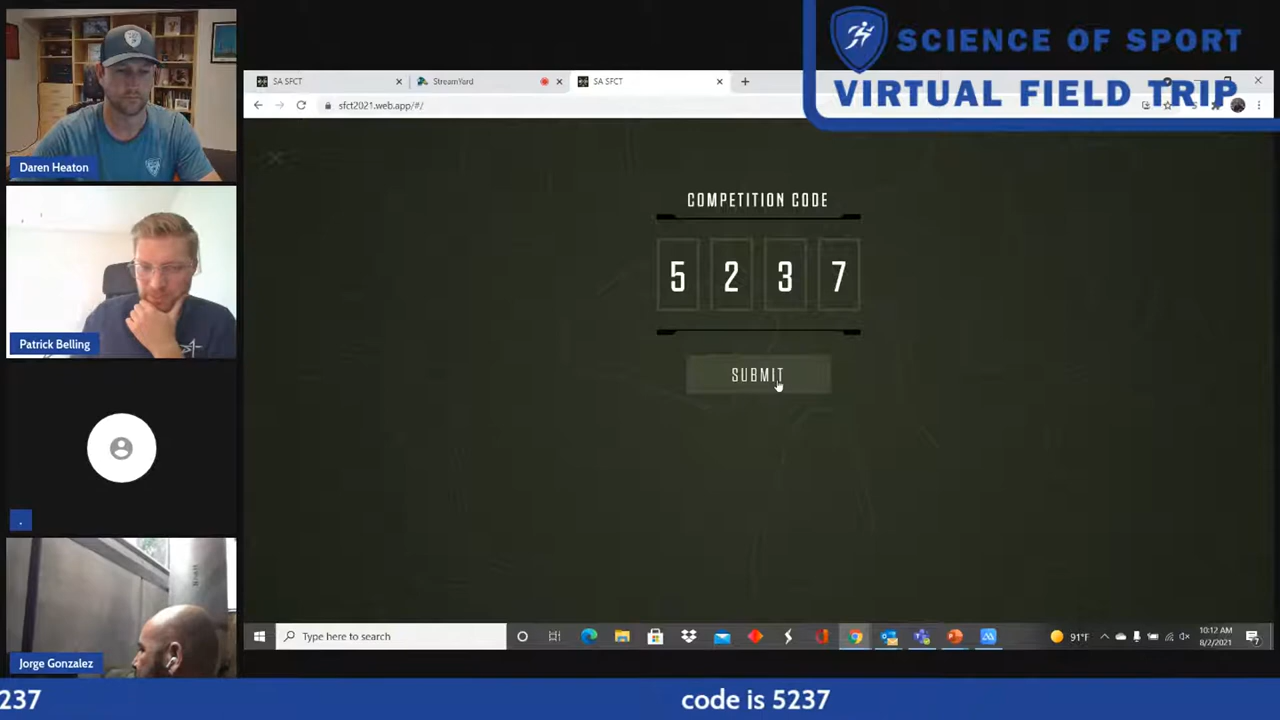 SCIENCE OF SPORT
VIRTUAL FIELD TRIP
SA SFCT
StreamYard
SA SFCT
sfct2021.web.app/#/
Daren Heaton
Patrick Belling
.
Jorge Gonzalez
COMPETITION CODE
5 2 3 7
SUBMIT
Type here to search
91°F
10:12 AM
8/2/2021
237
code is 5237